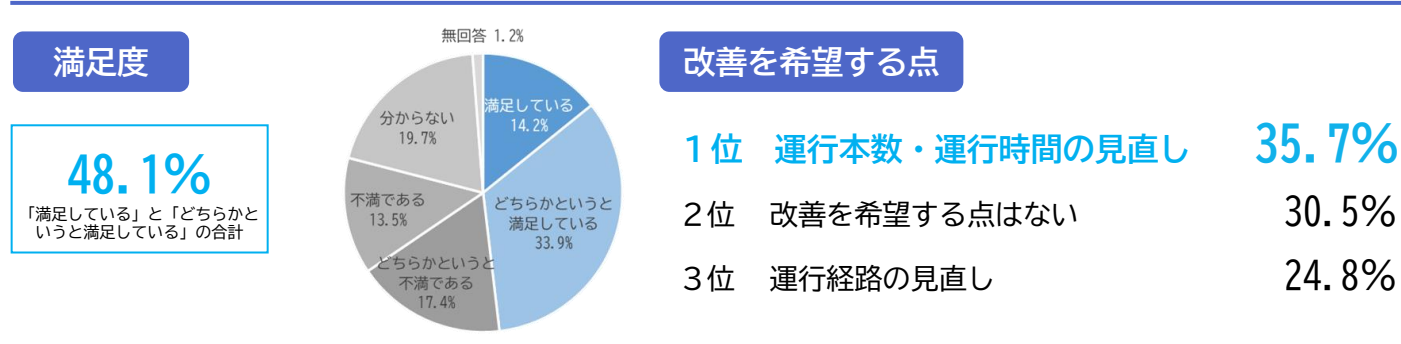 満足度
48.1%
「満足している」と「どちらかと
いうと満足している」の合計
無回答 1.2%
満足している
14.2%
どちらかというと
満足している
33.9%
どちらかというと
不満である
17.4%
不満である
13.5%
分からない
19.7%
改善を希望する点
1位 運行本数・運行時間の見直し 35.7%
2位 改善を希望する点はない 30.5%
3位 運行経路の見直し 24.8%